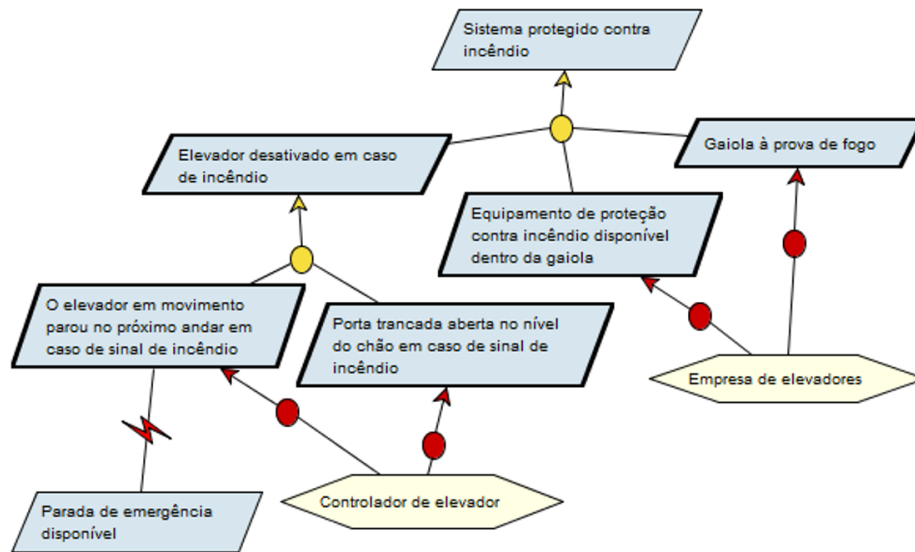 Sistema protegido contra
incêndio
Elevador desativado em caso
de incêndio
Gaiola à prova de fogo
Equipamento de proteção
contra incêndio disponível
dentro da gaiola
O elevador em movimento
parou no próximo andar em
caso de sinal de incêndio
Porta trancada aberta no nível
do chão em caso de sinal de
incêndio
Empresa de elevadores
Parada de emergência
disponível
Controlador de elevador